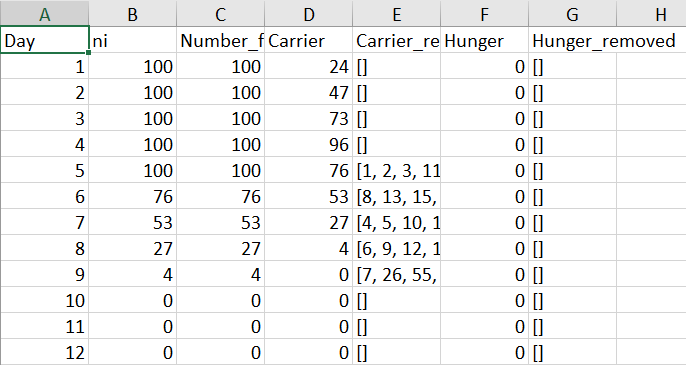 A B C D E F G H
Day ni Number_f Carrier Carrier_re Hunger Hunger_removed
1 100 100 24 [] 0 []
2 100 100 47 [] 0 []
3 100 100 73 [] 0 []
4 100 100 96 [] 0 []
5 100 100 76 [1, 2, 3, 11 0 []
6 76 76 53 [8, 13, 15, 0 []
7 53 53 27 [4, 5, 10, 1 0 []
8 27 27 4 [6, 9, 12, 1 0 []
9 4 4 0 [7, 26, 55, 0 []
10 0 0 0 [] 0 []
11 0 0 0 [] 0 []
12 0 0 0 [] 0 []